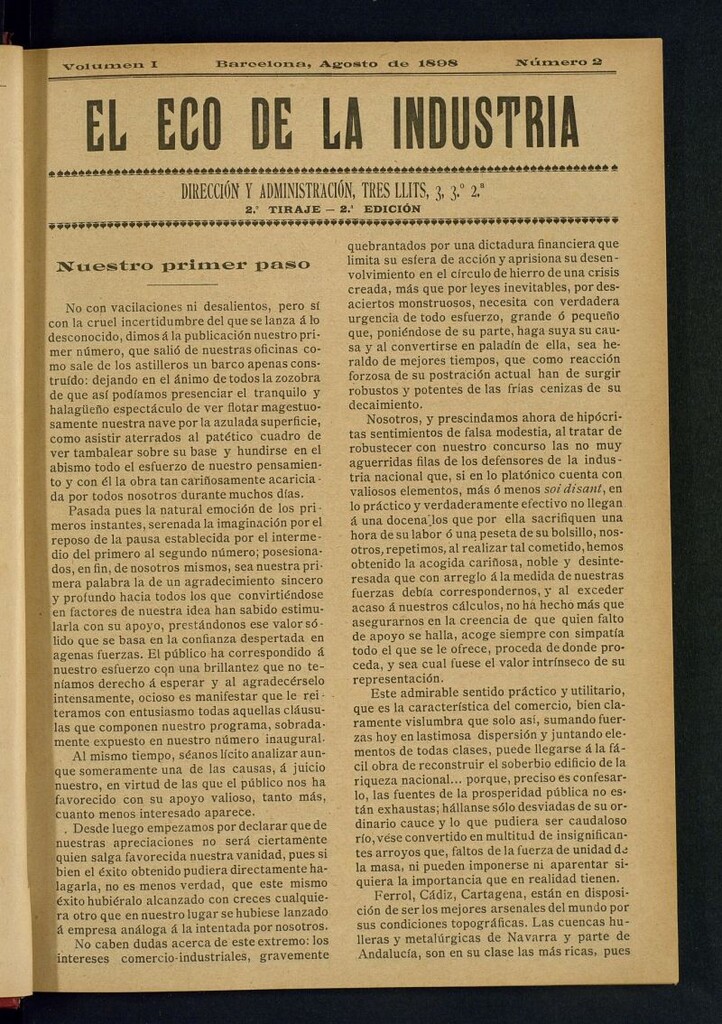 Volumen I Barcelona, Agosto de 1898 Número 2
EL ECO DE LA INDUSTRIA
DIRECCIÓN Y ADMINISTRACIÓN, TRES LLITS, 3, 3.º 2.ª
2.º TIRAJE — 2.ª EDICIÓN
Nuestro primer paso
No con vacilaciones ni desalientos, pero sí
con la cruel incertidumbre del que se lanza á lo
desconocido, dimos á la publicación nuestro pri-
mer número, que salió de nuestras oficinas co-
mo sale de los astilleros un barco apenas cons-
truído: dejando en el ánimo de todos la zozobra
de que así podíamos presenciar el tranquilo y
halagüeño espectáculo de ver flotar magestuo-
samente nuestra nave por la azulada superficie,
como asistir aterrados al patético cuadro de
ver tambalear sobre su base y hundirse en el
abismo todo el esfuerzo de nuestro pensamien-
to y con él la obra tan cariñosamente acaricia-
da por todos nosotros durante muchos días.
Pasada pues la natural emoción de los pri-
meros instantes, serenada la imaginación por el
reposo de la pausa establecida por el interme-
dio del primero al segundo número; posesiona-
dos, en fin, de nosotros mismos, sea nuestra pri-
mera palabra la de un agradecimiento sincero
y profundo hacia todos los que convirtiéndose
en factores de nuestra idea han sabido estimu-
larla con su apoyo, prestándonos ese valor só-
lido que se basa en la confianza despertada en
agenas fuerzas. El público ha correspondido á
nuestro esfuerzo con una brillantez que no te-
níamos derecho á esperar y al agradecérselo
intensamente, ocioso es manifestar que le rei-
teramos con entusiasmo todas aquellas cláusu-
las que componen nuestro programa, sobrada-
mente expuesto en nuestro número inaugural.
Al mismo tiempo, séanos lícito analizar aun-
que someramente una de las causas, á juicio
nuestro, en virtud de las que el público nos ha
favorecido con su apoyo valioso, tanto más,
cuanto menos interesado aparece.
Desde luego empezamos por declarar que de
nuestras apreciaciones no será ciertamente
quien salga favorecida nuestra vanidad, pues si
bien el éxito obtenido pudiera directamente ha-
lagarla, no es menos verdad, que este mismo
éxito hubiéralo alcanzado con creces cualquie-
ra otro que en nuestro lugar se hubiese lanzado
á empresa análoga á la intentada por nosotros.
No caben dudas acerca de este extremo: los
intereses comercio-industriales, gravemente
quebrantados por una dictadura financiera que
limita su esfera de acción y aprisiona su desen-
volvimiento en el círculo de hierro de una crisis
creada, más que por leyes inevitables, por des-
aciertos monstruosos, necesita con verdadera
urgencia de todo esfuerzo, grande ó pequeño
que, poniéndose de su parte, haga suya su cau-
sa y al convertirse en paladín de ella, sea he-
raldo de mejores tiempos, que como reacción
forzosa de su postración actual han de surgir
robustos y potentes de las frías cenizas de su
decaimiento.
Nosotros, y prescindamos ahora de hipócri-
tas sentimientos de falsa modestia, al tratar de
robustecer con nuestro concurso las no muy
aguerridas filas de los defensores de la indus-
tria nacional que, si en lo platónico cuenta con
valiosos elementos, más ó menos soi disant, en
lo práctico y verdaderamente efectivo no llegan
á una docena los que por ella sacrifiquen una
hora de su labor ó una peseta de su bolsillo, nos-
otros, repetimos, al realizar tal cometido, hemos
obtenido la acogida cariñosa, noble y desinte-
resada que con arreglo á la medida de nuestras
fuerzas debía correspondernos, y al exceder
acaso á nuestros cálculos, no ha hecho más que
asegurarnos en la creencia de que quien falto
de apoyo se halla, acoge siempre con simpatía
todo el que se le ofrece, proceda de donde pro-
ceda, y sea cual fuese el valor intrínseco de su
representación.
Este admirable sentido práctico y utilitario,
que es la característica del comercio, bien cla-
ramente vislumbra que solo así, sumando fuer-
zas hoy en lastimosa dispersión y juntando ele-
mentos de todas clases, puede llegarse á la fá-
cil obra de reconstruir el soberbio edificio de la
riqueza nacional... porque, preciso es confesar-
lo, las fuentes de la prosperidad pública no es-
tán exhaustas; hállanse sólo desviadas de su or-
dinario cauce y lo que pudiera ser caudaloso
río, vése convertido en multitud de insignifican-
tes arroyos que, faltos de la fuerza de unidad de
la masa, ni pueden imponerse ni aparentar si-
quiera la importancia que en realidad tienen.
Ferrol, Cádiz, Cartagena, están en disposi-
ción de ser los mejores arsenales del mundo por
sus condiciones topográficas. Las cuencas hu-
lleras y metalúrgicas de Navarra y parte de
Andalucía, son en su clase las más ricas, pues